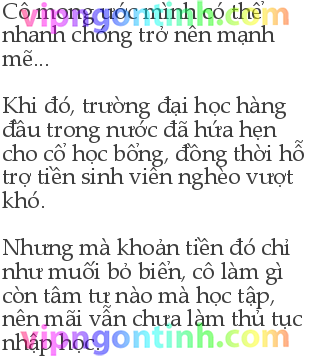 Cô mong ước mình có thể
nhanh chóng trở nên mạnh
mẽ...
Khi đó, trường đại học hàng
đầu trong nước đã hứa hẹn
cho cổ học bổng, đồng thời hỗ
trợ tiền sinh viên nghèo vượt
khó.
Nhưng mà khoản tiền đó chỉ
như muối bỏ biển, cô làm gì
còn tâm tư nào mà học tập,
nên mãi vẫn chưa làm thủ tục
nhập học.
vipngontinh.com
vipngontinh.com